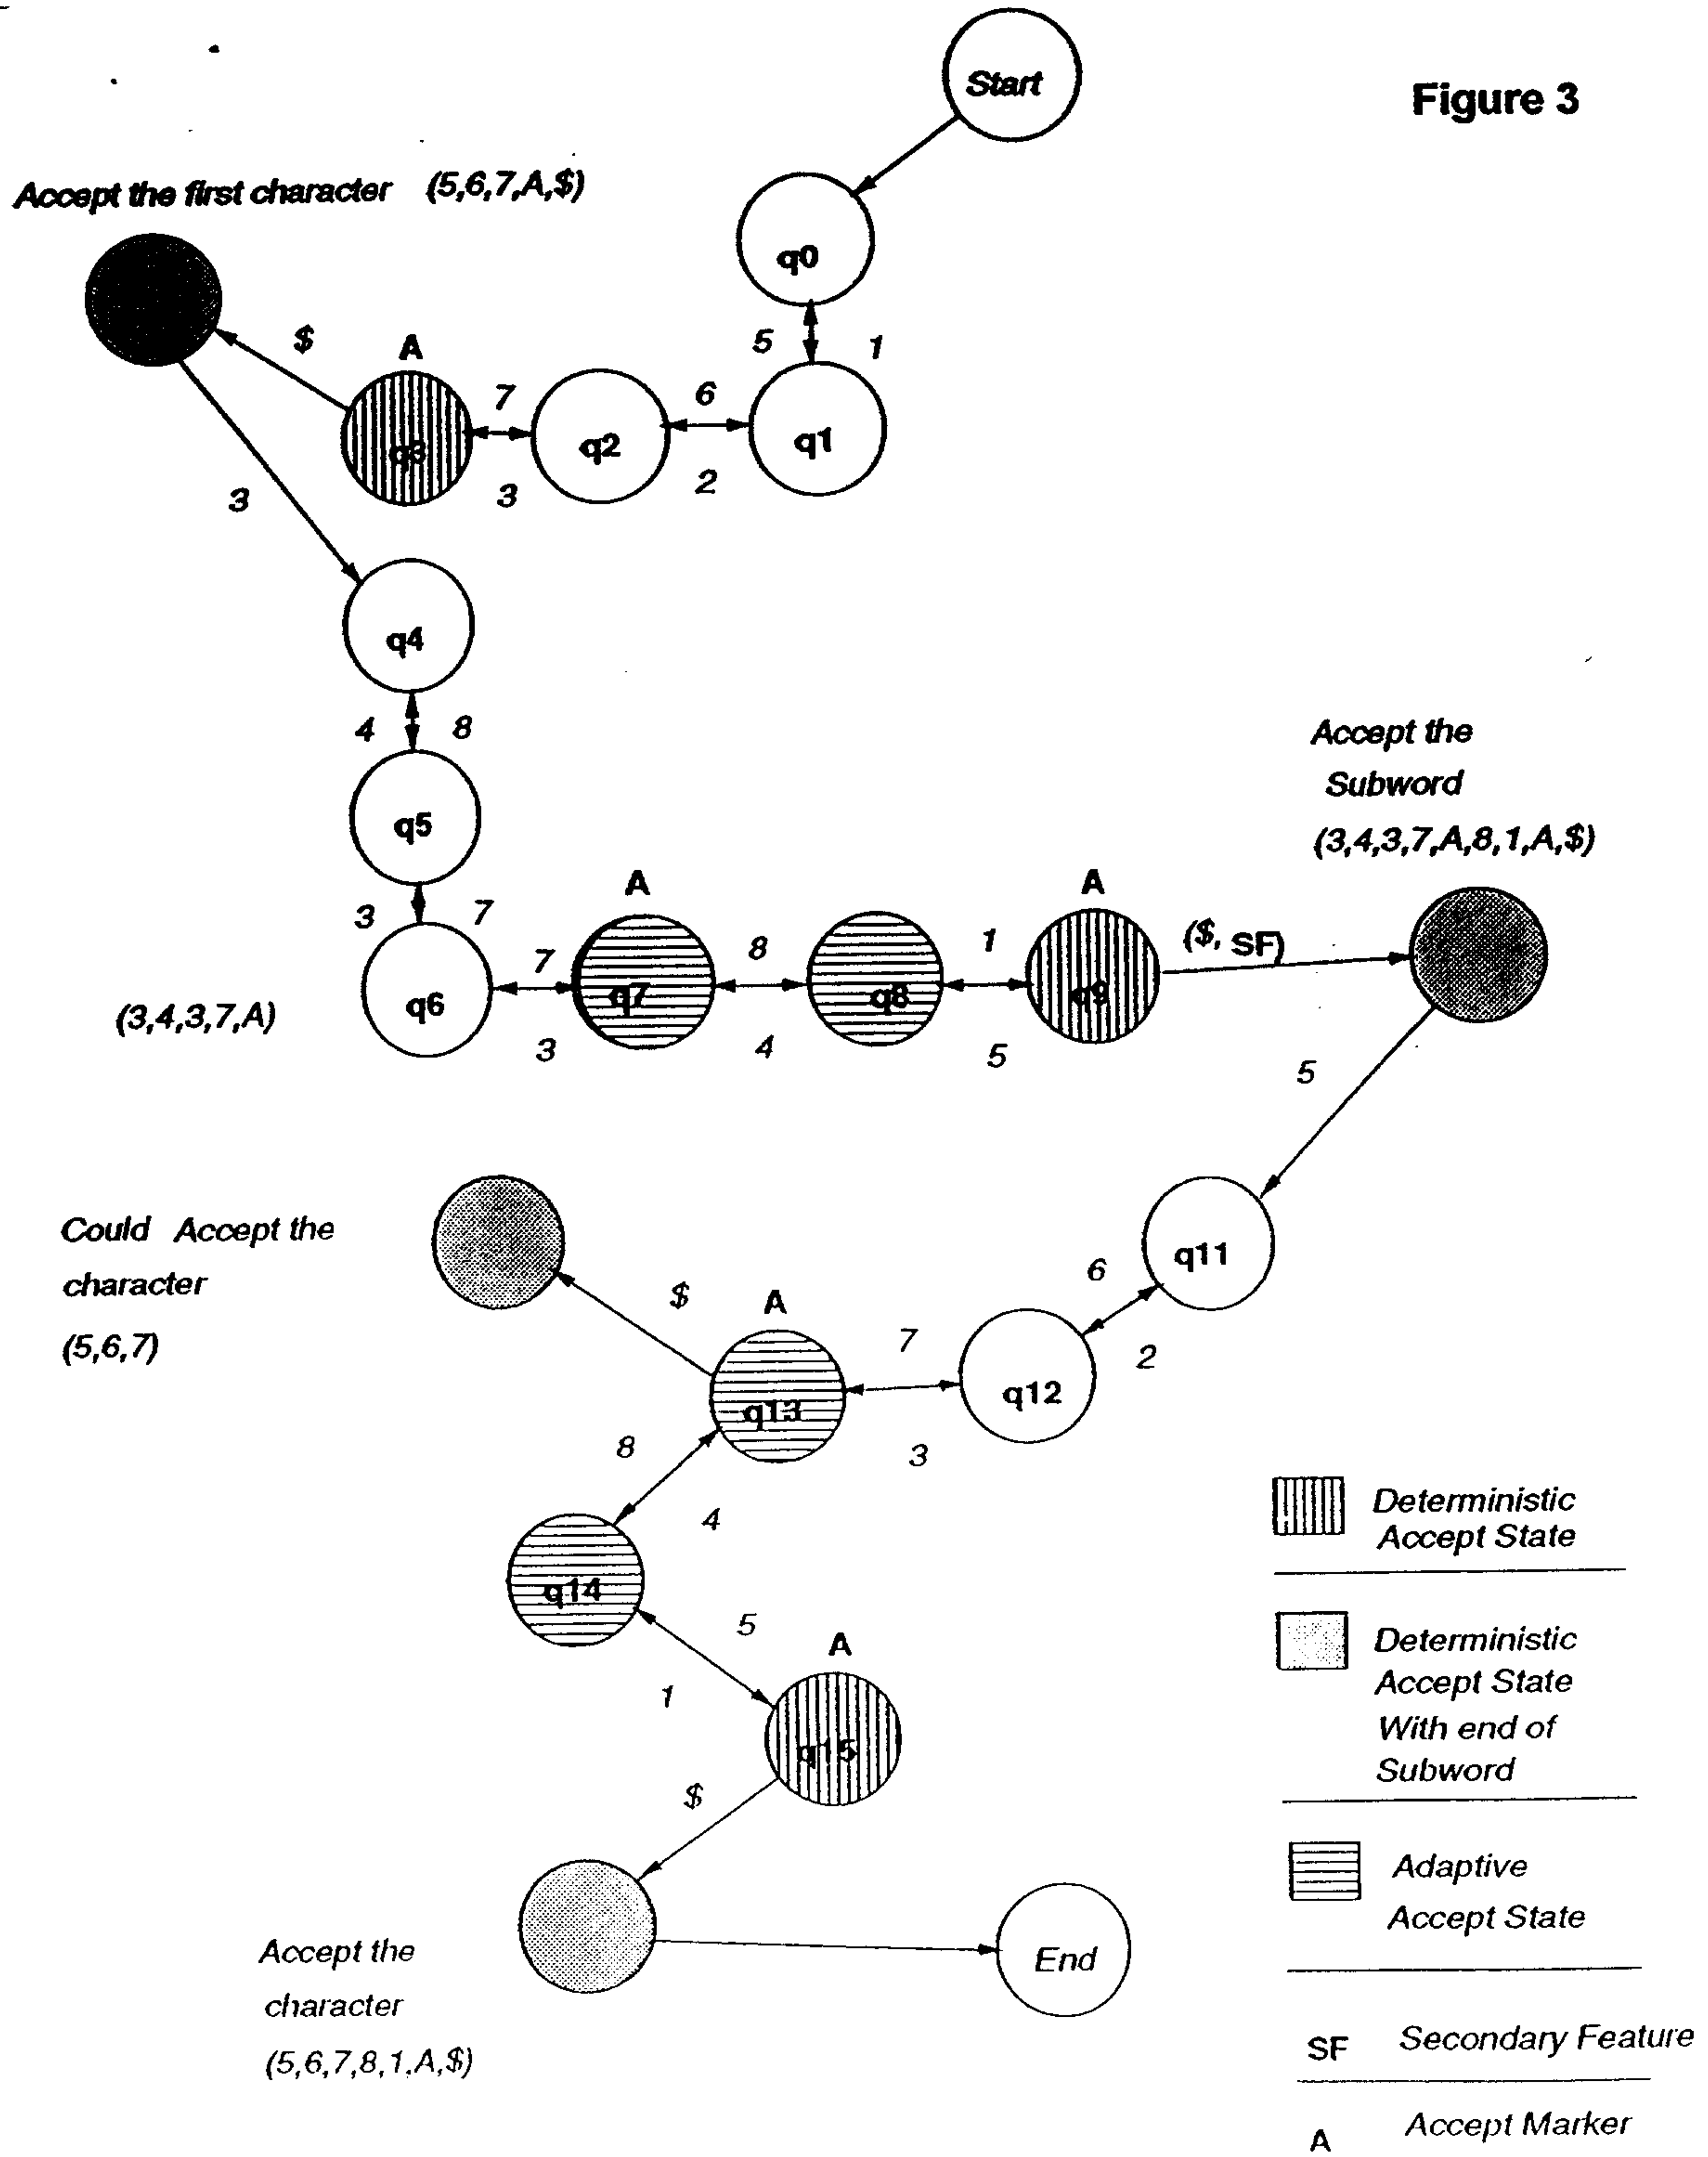 Start
Figure 3
Accept the first character (5,6,7,A,$)
q0
$
A
5
1
7
6
q3
q2
q1
3
2
3
q4
4
8
Accept the
Subword
(3,4,3,7,A,8,1,A,$)
q5
3
7
A
A
7
8
1
($, SF)
q6
q7
q8
q9
(3,4,3,7,A)
3
4
5
5
Could Accept the
character
(5,6,7)
q11
6
2
$
A
7
q13
q12
3
8
4
q14
5
1
A
q15
$
Accept the
character
(5,6,7,8,1,A,$)
End
Deterministic
Accept State
Deterministic
Accept State
With end of
Subword
Adaptive
Accept State
SF Secondary Feature
A Accept Marker